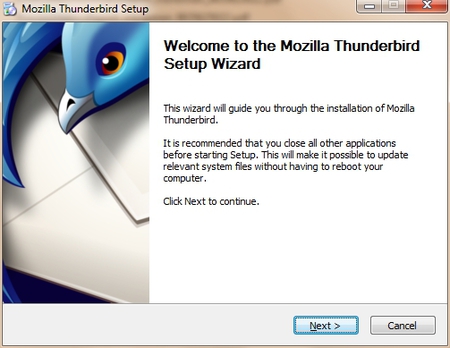 Mozilla Thunderbird Setup
Welcome to the Mozilla Thunderbird
Setup Wizard
This wizard will guide you through the installation of Mozilla
Thunderbird.
It is recommended that you close all other applications
before starting Setup. This will make it possible to update
relevant system files without having to reboot your
computer.
Click Next to continue.
Next >
Cancel